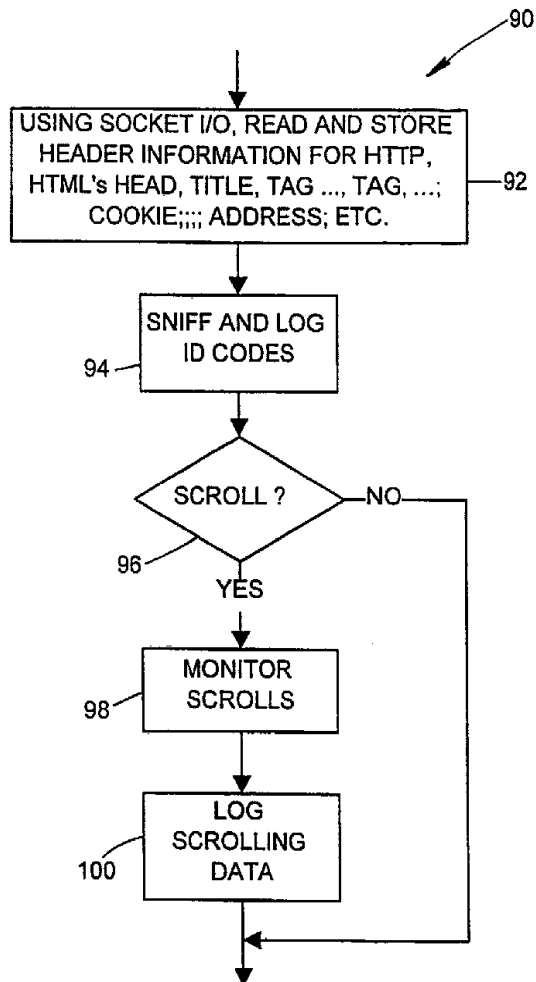 90
USING SOCKET I/O, READ AND STORE
HEADER INFORMATION FOR HTTP,
HTML's HEAD, TITLE, TAG ..., TAG, ...;
COOKIE;;;; ADDRESS; ETC.
92
SNIFF AND LOG
ID CODES
94
SCROLL ?
NO
96
YES
MONITOR
SCROLLS
98
LOG
SCROLLING
DATA
100